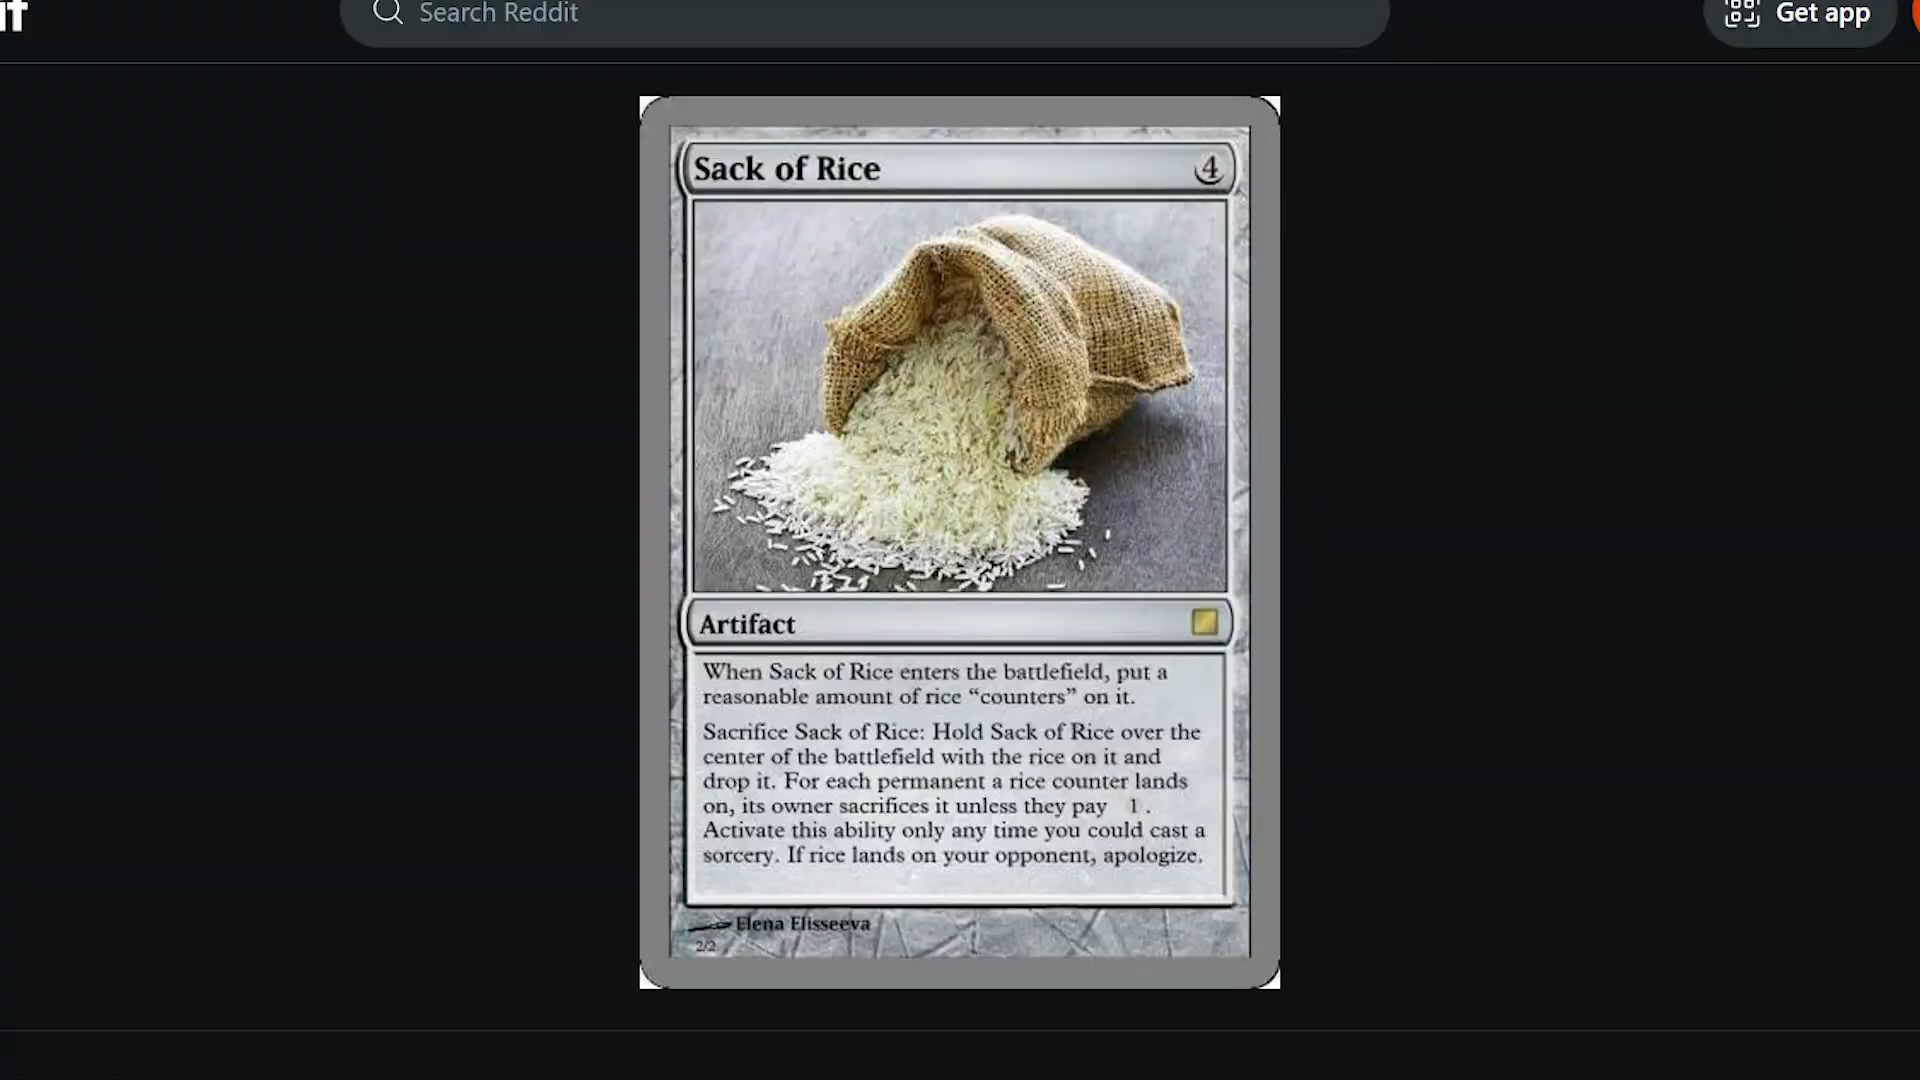 it
Search Reddit
Get app
Sack of Rice 4
Artifact
When Sack of Rice enters the battlefield, put a
reasonable amount of rice “counters” on it.
Sacrifice Sack of Rice: Hold Sack of Rice over the
center of the battlefield with the rice on it and
drop it. For each permanent a rice counter lands
on, its owner sacrifices it unless they pay 1 .
Activate this ability only any time you could cast a
sorcery. If rice lands on your opponent, apologize.
Elena Elisseeva
2/2